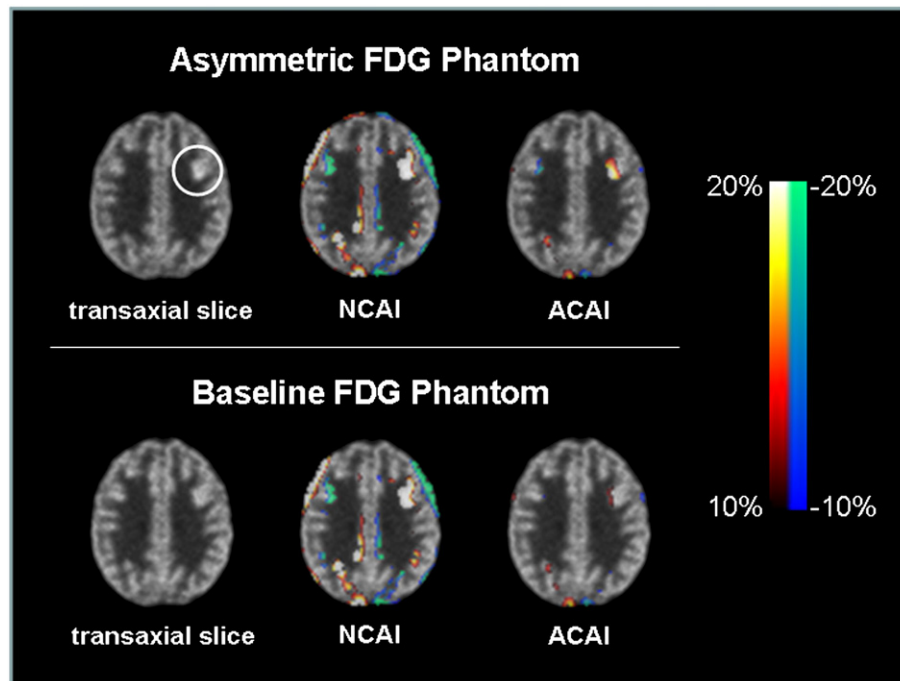 Asymmetric FDG Phantom
transaxial slice NCAI ACAI
20% -20%
10% -10%
Baseline FDG Phantom
transaxial slice NCAI ACAI